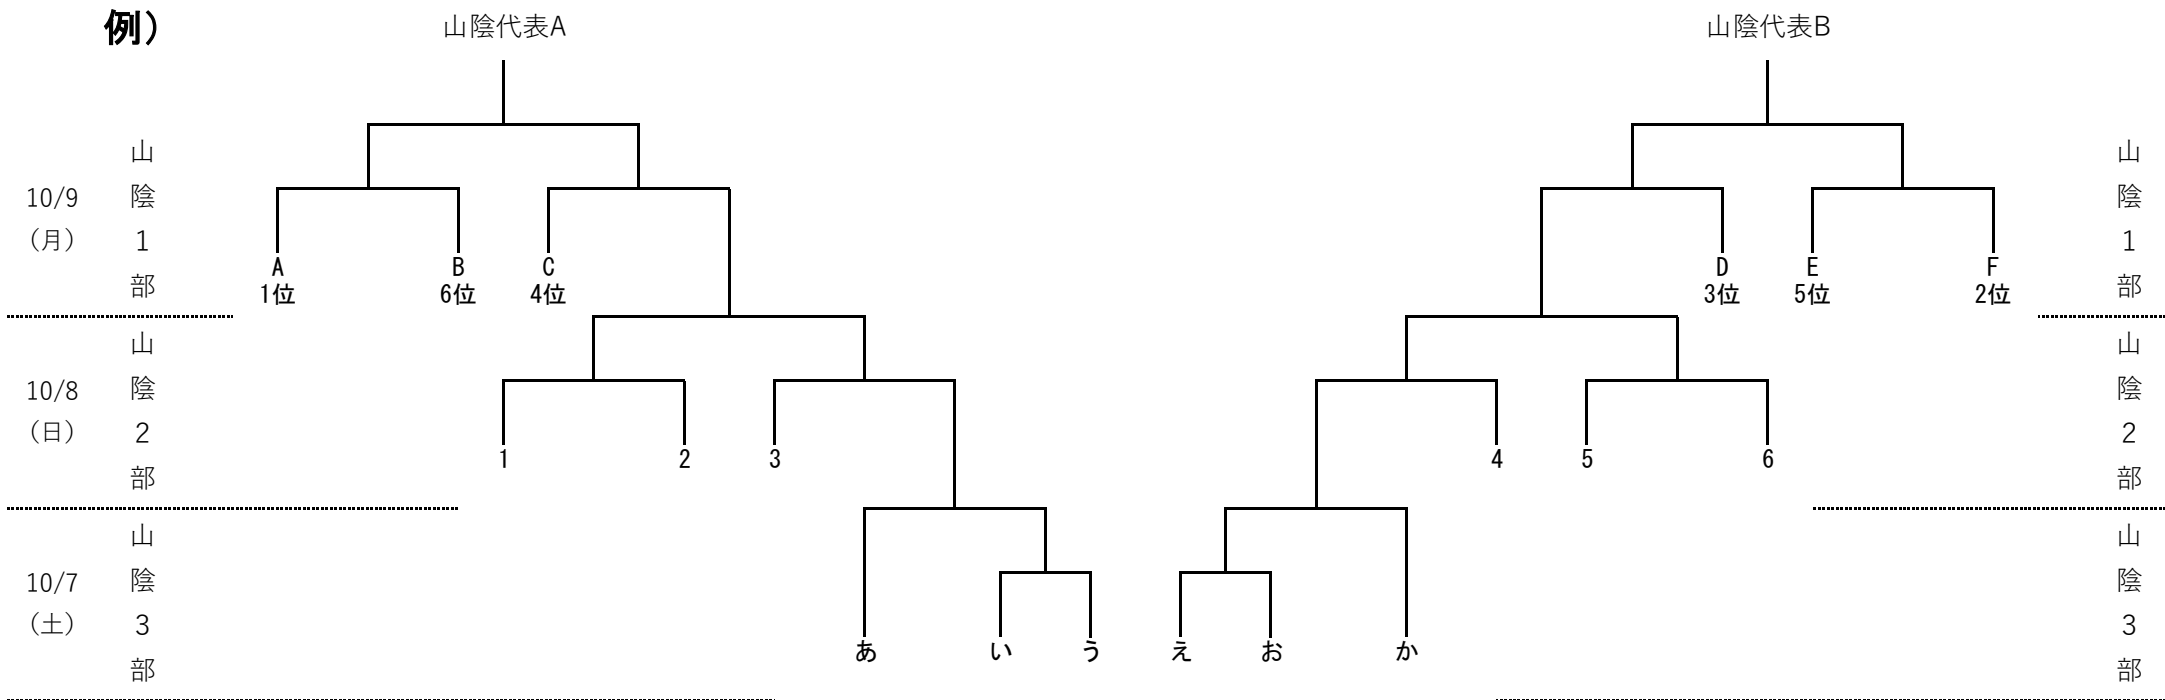 例）
山陰代表A
山陰代表B
10/9
（月）
山陰1部
A
1位
B
6位
C
4位
D
3位
E
5位
F
2位
山陰1部
10/8
（日）
山陰2部
1
2
3
4
5
6
山陰2部
10/7
（土）
山陰3部
あ
い
う
え
お
か
山陰3部